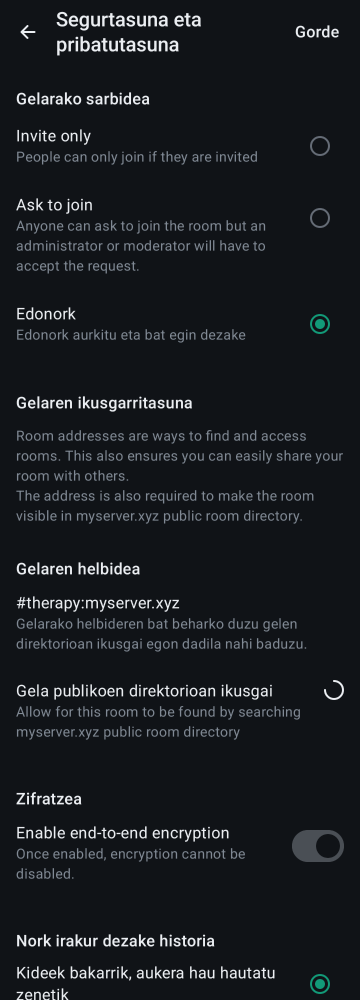 Segurtasuna eta
pribatutasuna
Gorde
Gelarako sarbidea
Invite only
People can only join if they are invited
Ask to join
Anyone can ask to join the room but an
administrator or moderator will have to
accept the request.
Edonork
Edonork aurkitu eta bat egin dezake
Gelaren ikusgarritasuna
Room addresses are ways to find and access
rooms. This also ensures you can easily share your
room with others.
The address is also required to make the room
visible in myserver.xyz public room directory.
Gelaren helbidea
#therapy:myserver.xyz
Gelarako helbideren bat beharko duzu gelen
direktorioan ikusgai egon dadila nahi baduzu.
Gela publikoen direktorioan ikusgai
Allow for this room to be found by searching
myserver.xyz public room directory
Zifratzea
Enable end-to-end encryption
Once enabled, encryption cannot be
disabled.
Nork irakur dezake historia
Kideek bakarrik, aukera hau hautatu
zenetik